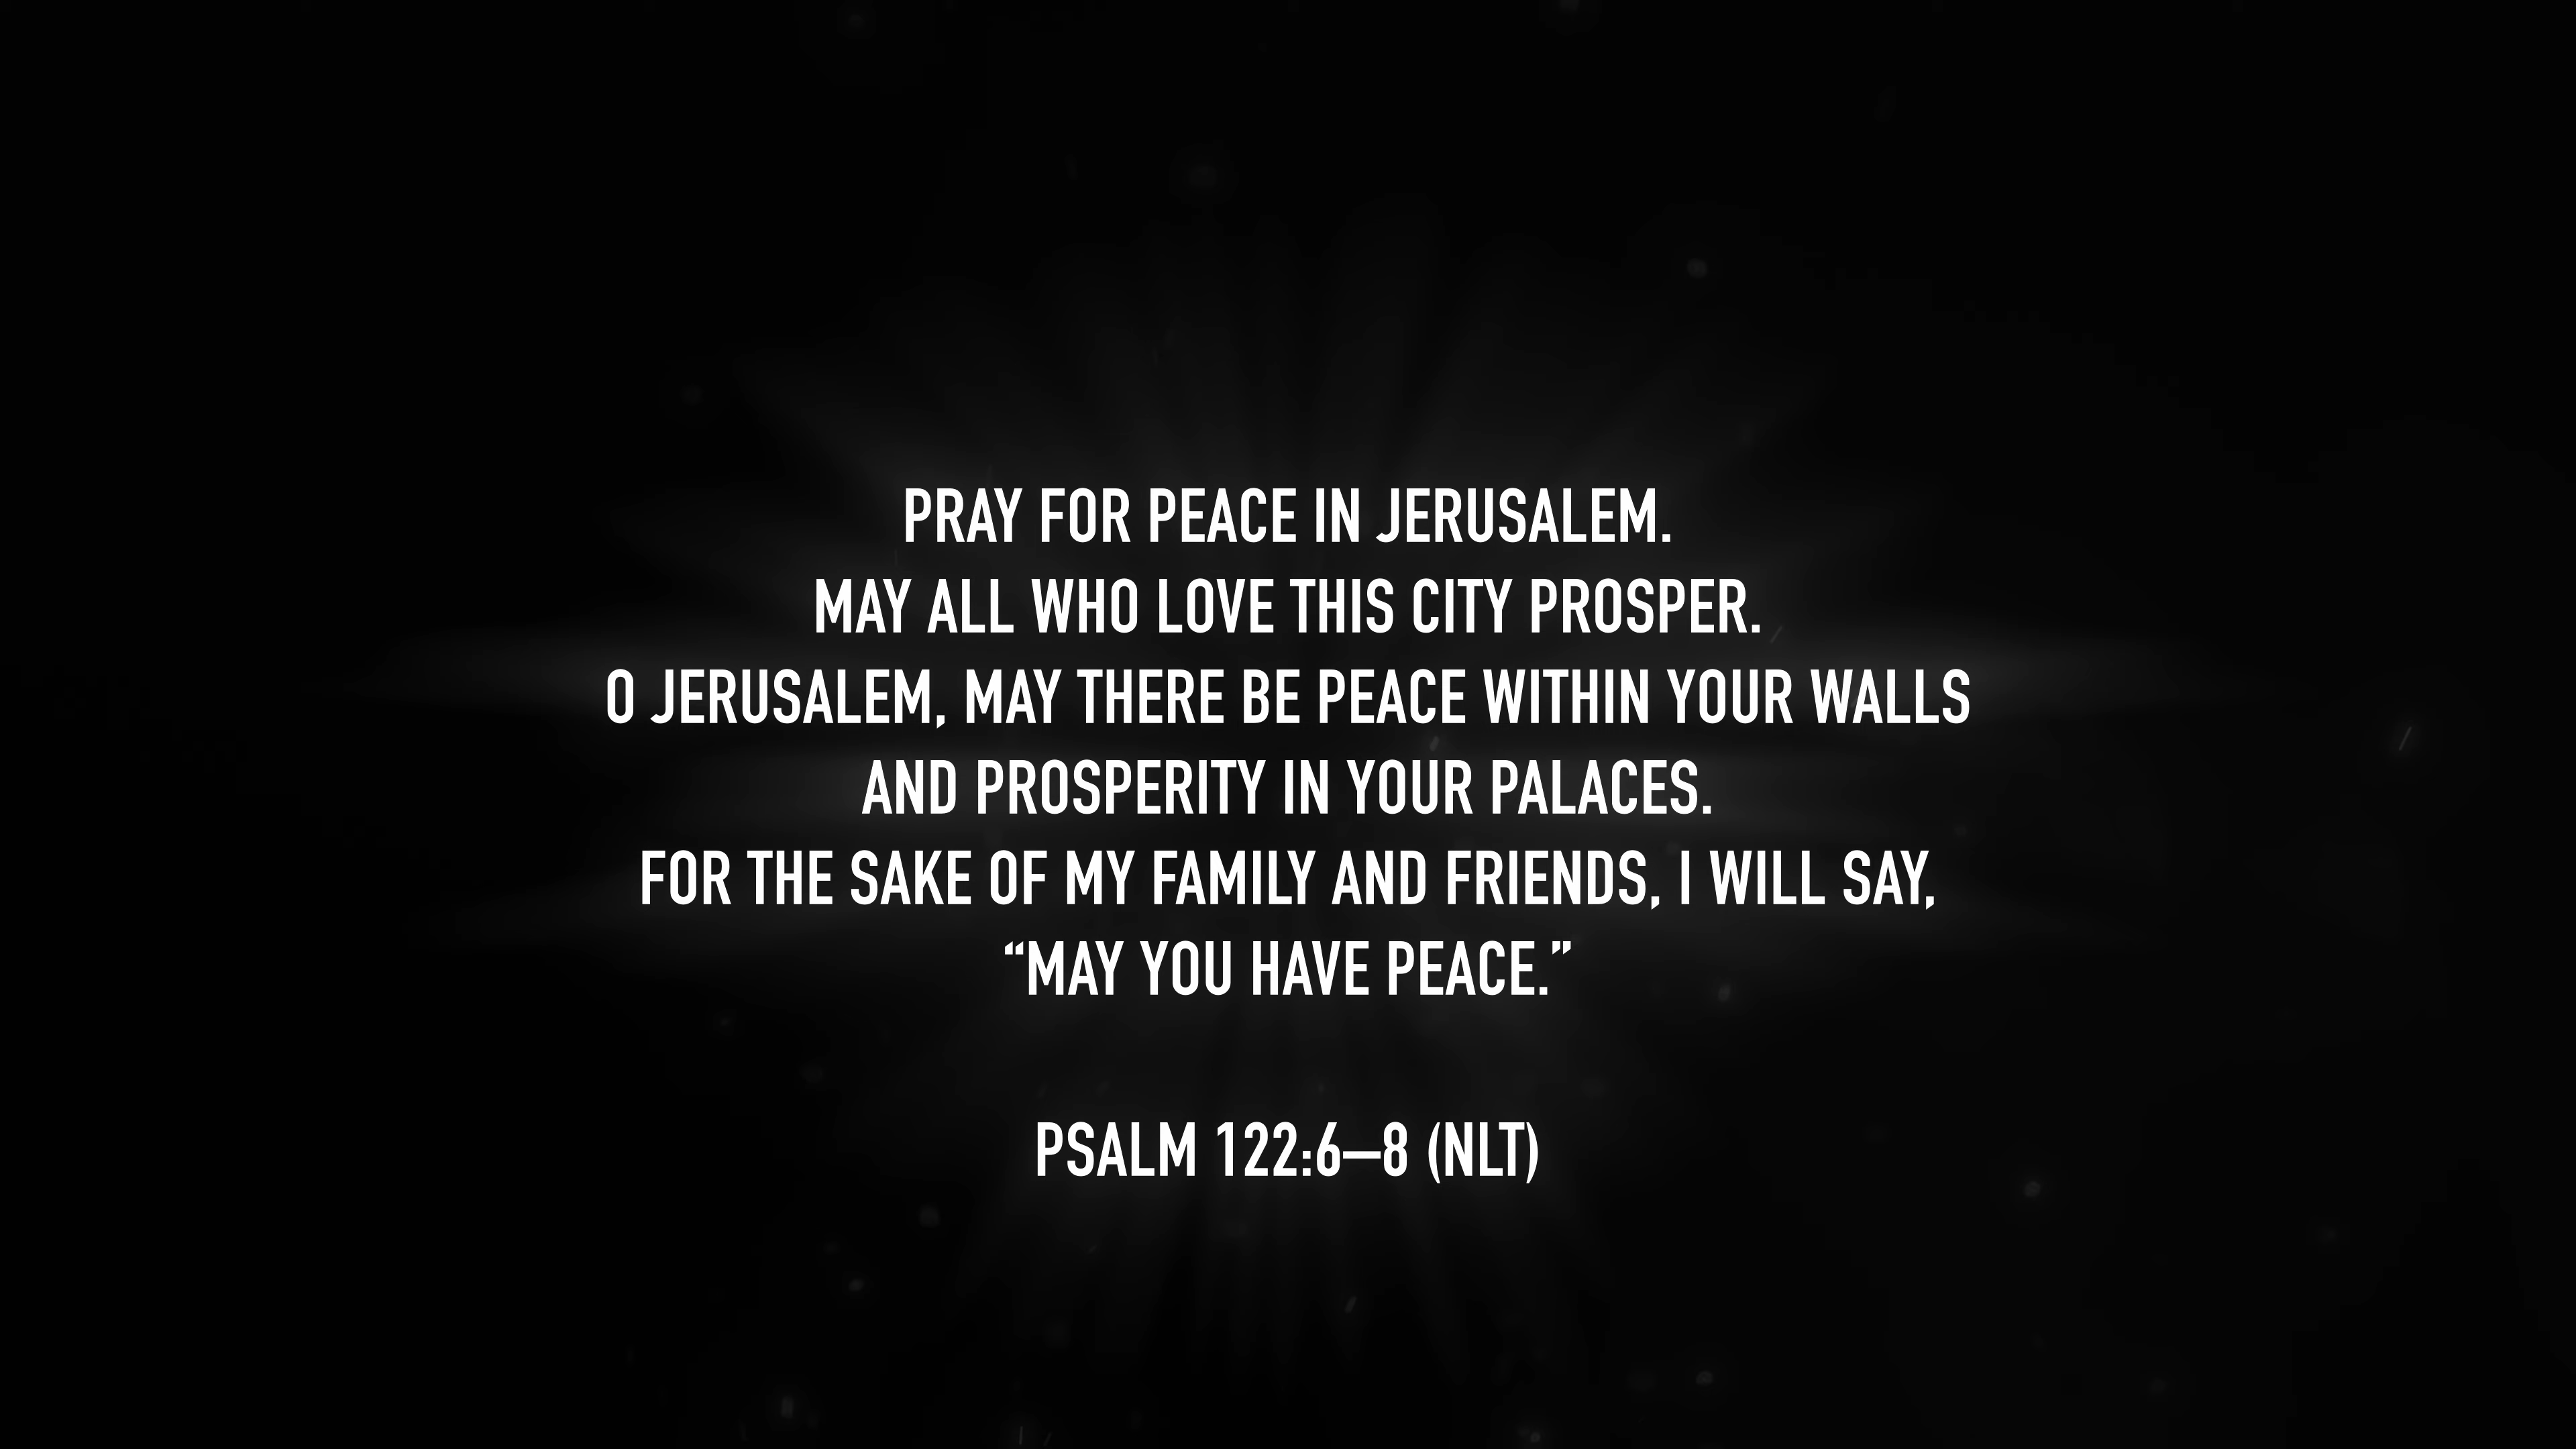 PRAY FOR PEACE IN JERUSALEM.
MAY ALL WHO LOVE THIS CITY PROSPER.
O JERUSALEM, MAY THERE BE PEACE WITHIN YOUR WALLS
AND PROSPERITY IN YOUR PALACES.
FOR THE SAKE OF MY FAMILY AND FRIENDS, I WILL SAY,
“MAY YOU HAVE PEACE.”
PSALM 122:6–8 (NLT)